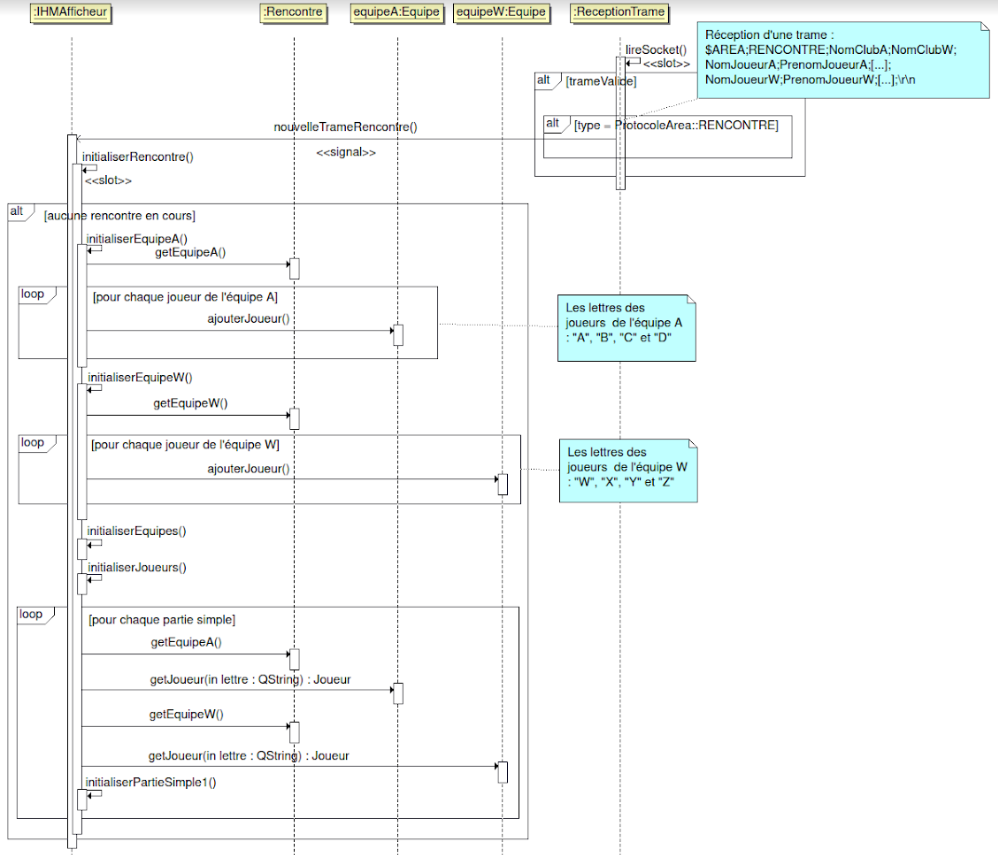 :IHMAfficheur
:Rencontre
equipeA:Equipe
equipeW:Equipe
:ReceptionTrame
Réception d'une trame :
$AREA;RENCONTRE;NomClubA;NomClubW;
NomJoueurA;PrenomJoueurA;[...];
NomJoueurW;PrenomJoueurW;[...];\r\n
lireSocket()
<<slot>>
alt
[trameValide]
alt
[type = ProtocoleArea::RENCONTRE]
nouvelleTrameRencontre()
<<signal>>
initialiserRencontre()
<<slot>>
alt
[aucune rencontre en cours]
initialiserEquipeA()
getEquipeA()
loop
[pour chaque joueur de l'équipe A]
ajouterJoueur()
Les lettres des
joueurs de l'équipe A
: "A", "B", "C" et "D"
initialiserEquipeW()
getEquipeW()
loop
[pour chaque joueur de l'équipe W]
ajouterJoueur()
Les lettres des
joueurs de l'équipe W
: "W", "X", "Y" et "Z"
initialiserEquipes()
initialiserJoueurs()
loop
[pour chaque partie simple]
getEquipeA()
getJoueur(in lettre : QString) : Joueur
getEquipeW()
getJoueur(in lettre : QString) : Joueur
initialiserPartieSimple1()